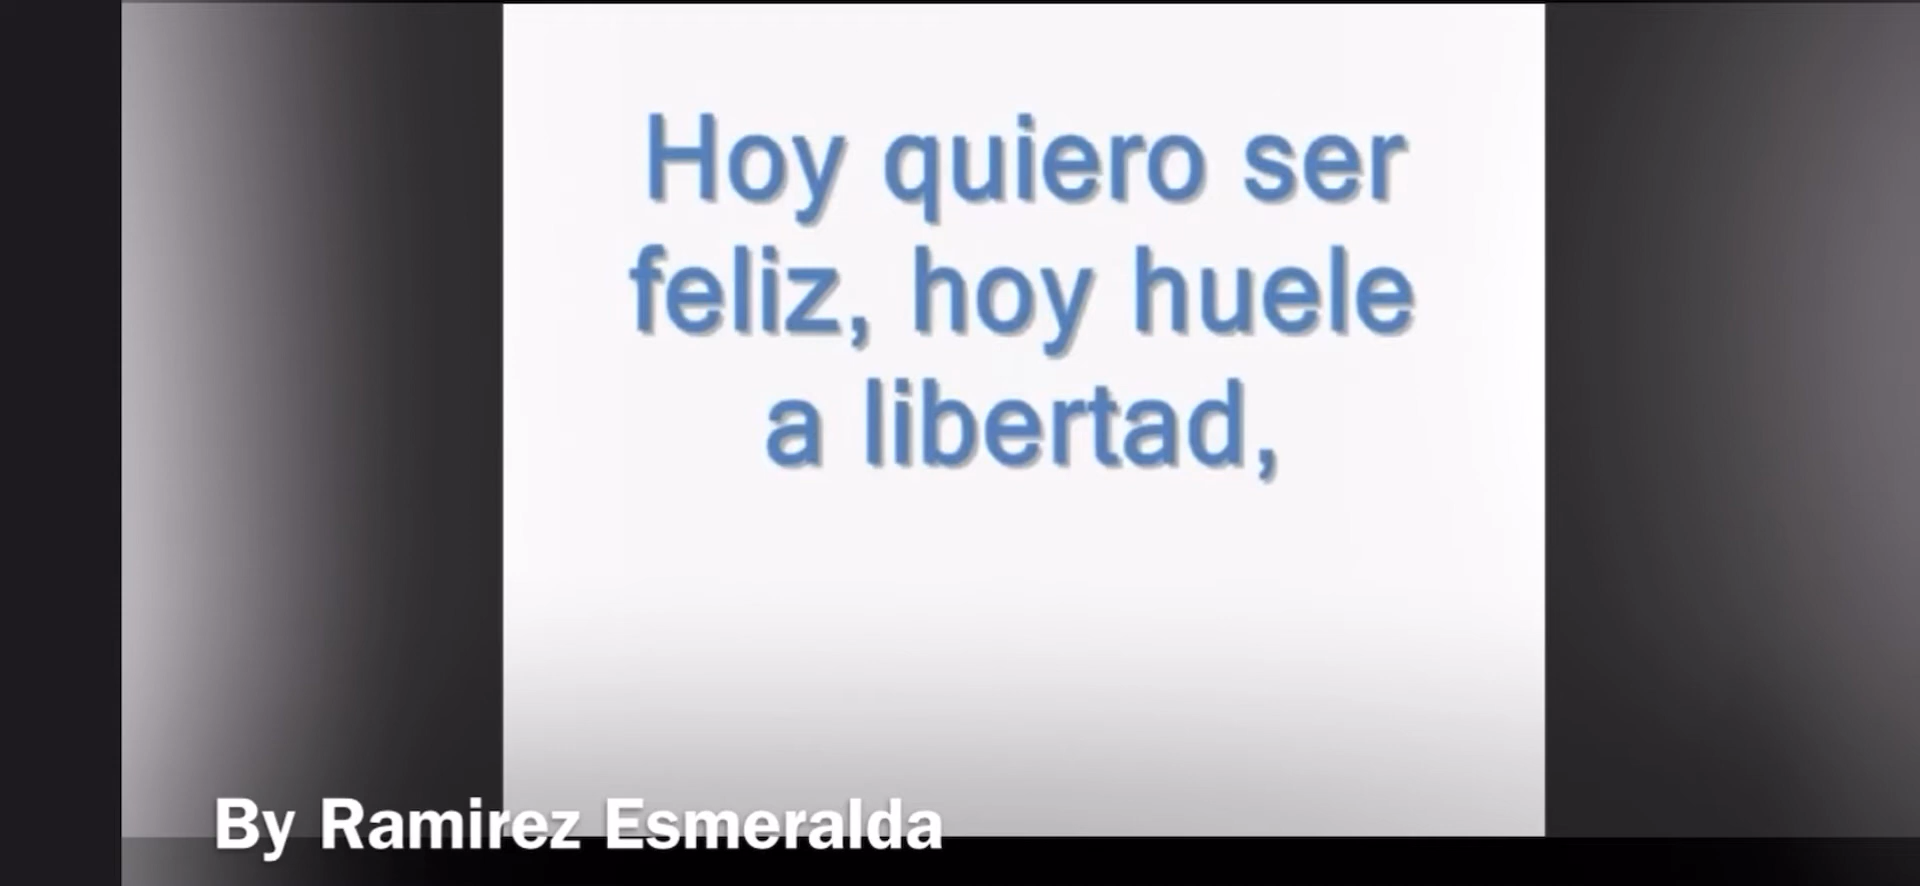 Hoy quiero ser
feliz, hoy huele
a libertad,
By Ramirez Esmeralda